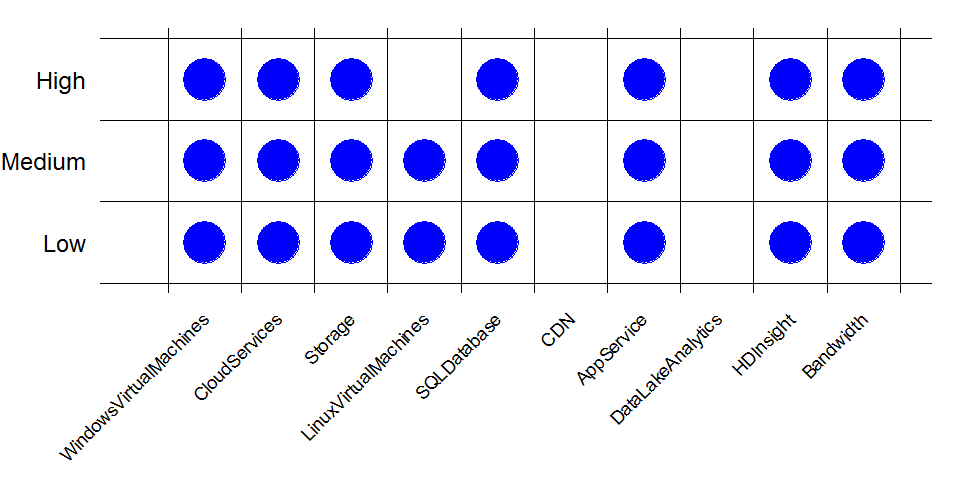 High
Medium
Low
WindowsVirtualMachines
CloudServices
Storage
LinuxVirtualMachines
SQLDatabase
CDN
AppService
DataLakeAnalytics
HDInsight
Bandwidth